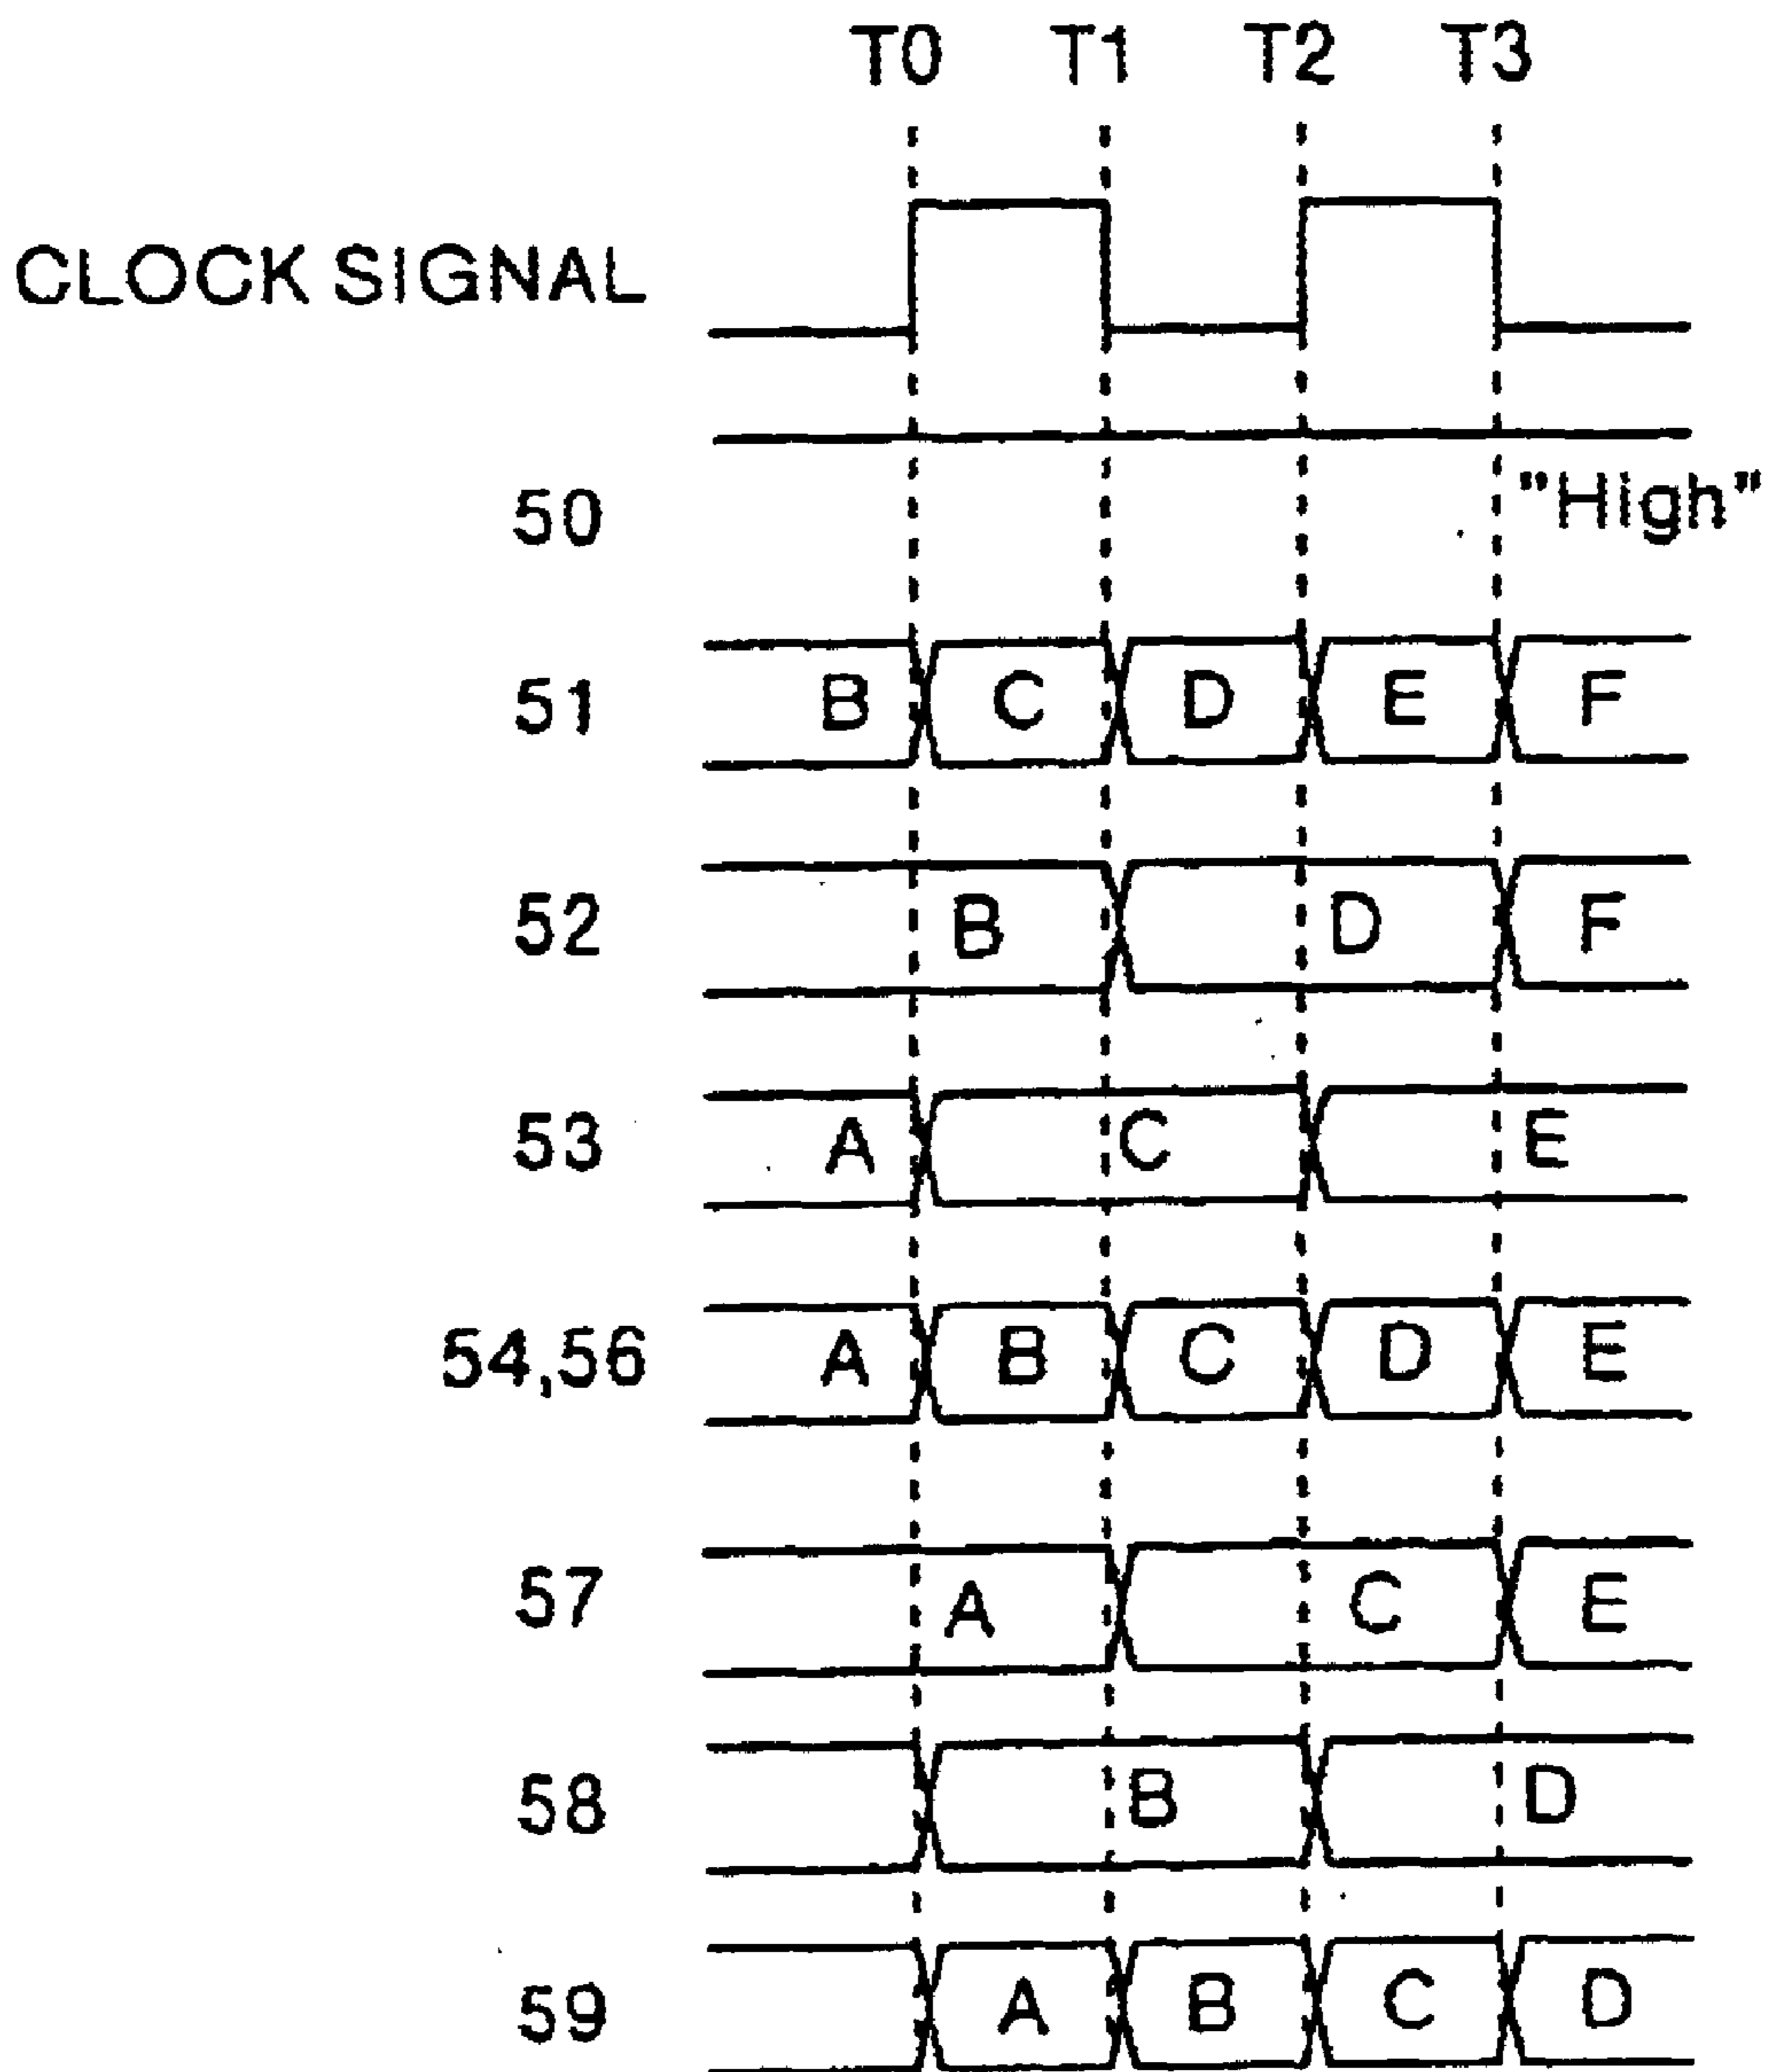 T0 T1 T2 T3
CLOCK SIGNAL
50 "High"
51 B C D E F
52 B D F
53 A C E
54,56 A B C D E
57 A C E
58 B D
59 A B C D